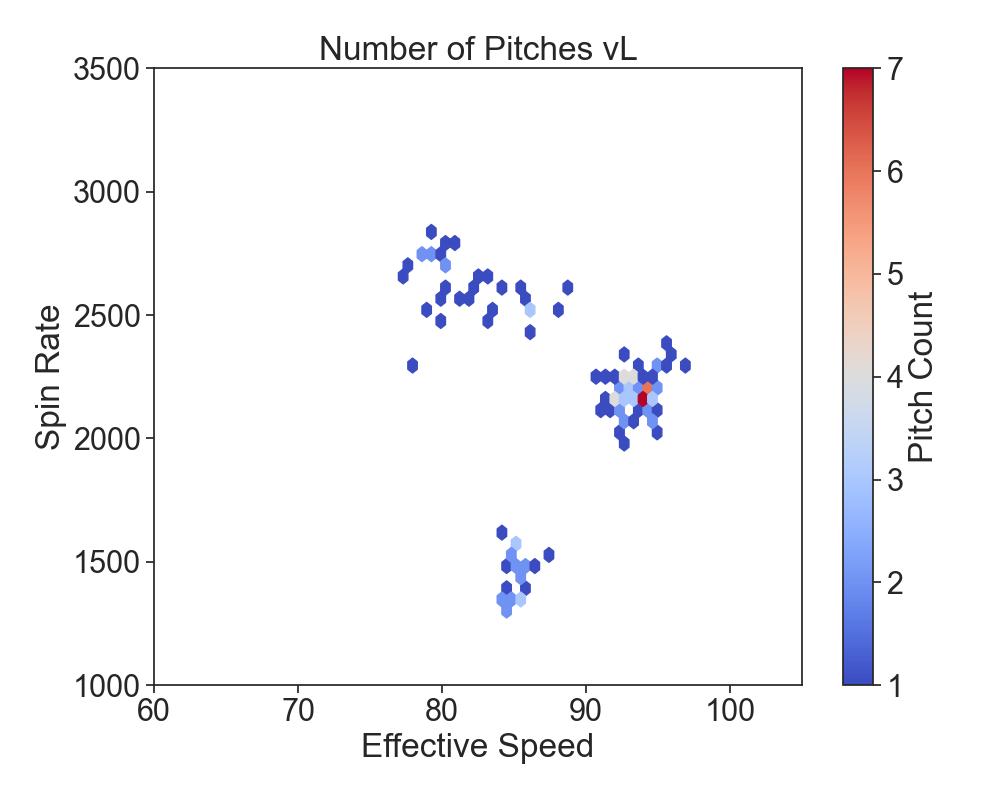 Number of Pitches vL
3500
3000
2500
2000
1500
1000
Spin Rate
60 70 80 90 100
Effective Speed
7
6
5
4
3
2
1
Pitch Count